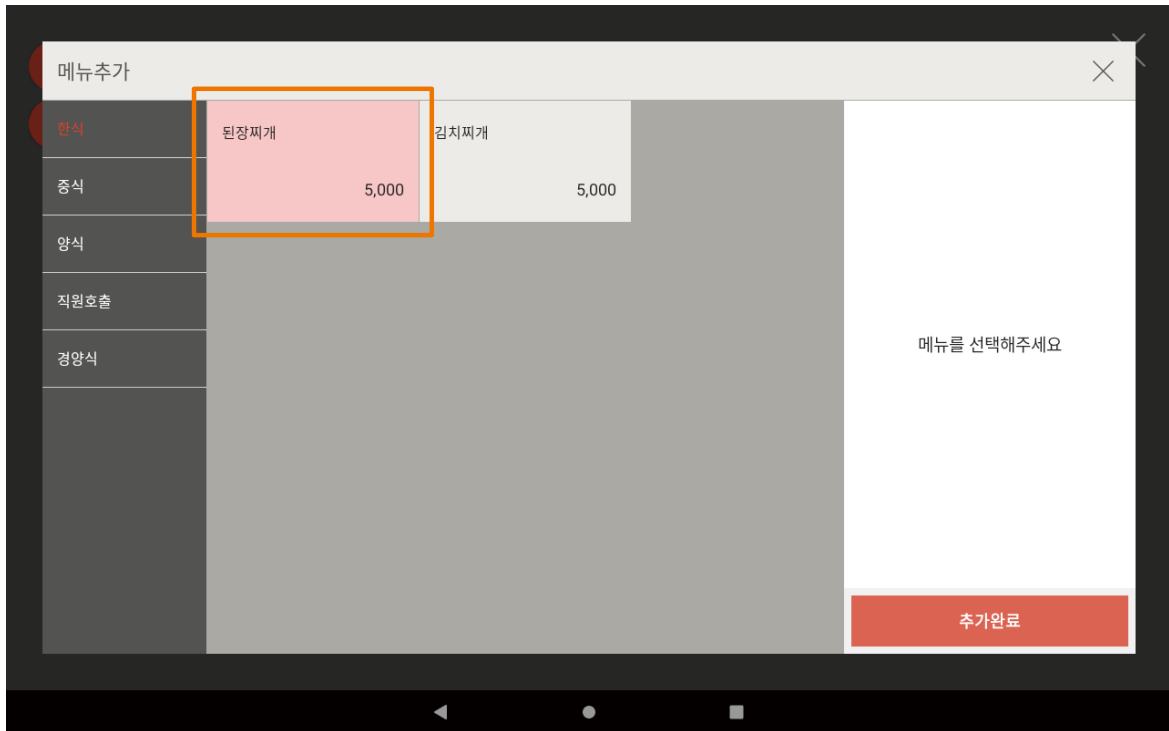 메뉴추가
한식
중식
양식
직원호출
경양식
된장찌개
5,000
김치찌개
5,000
메뉴를 선택해주세요
추가완료